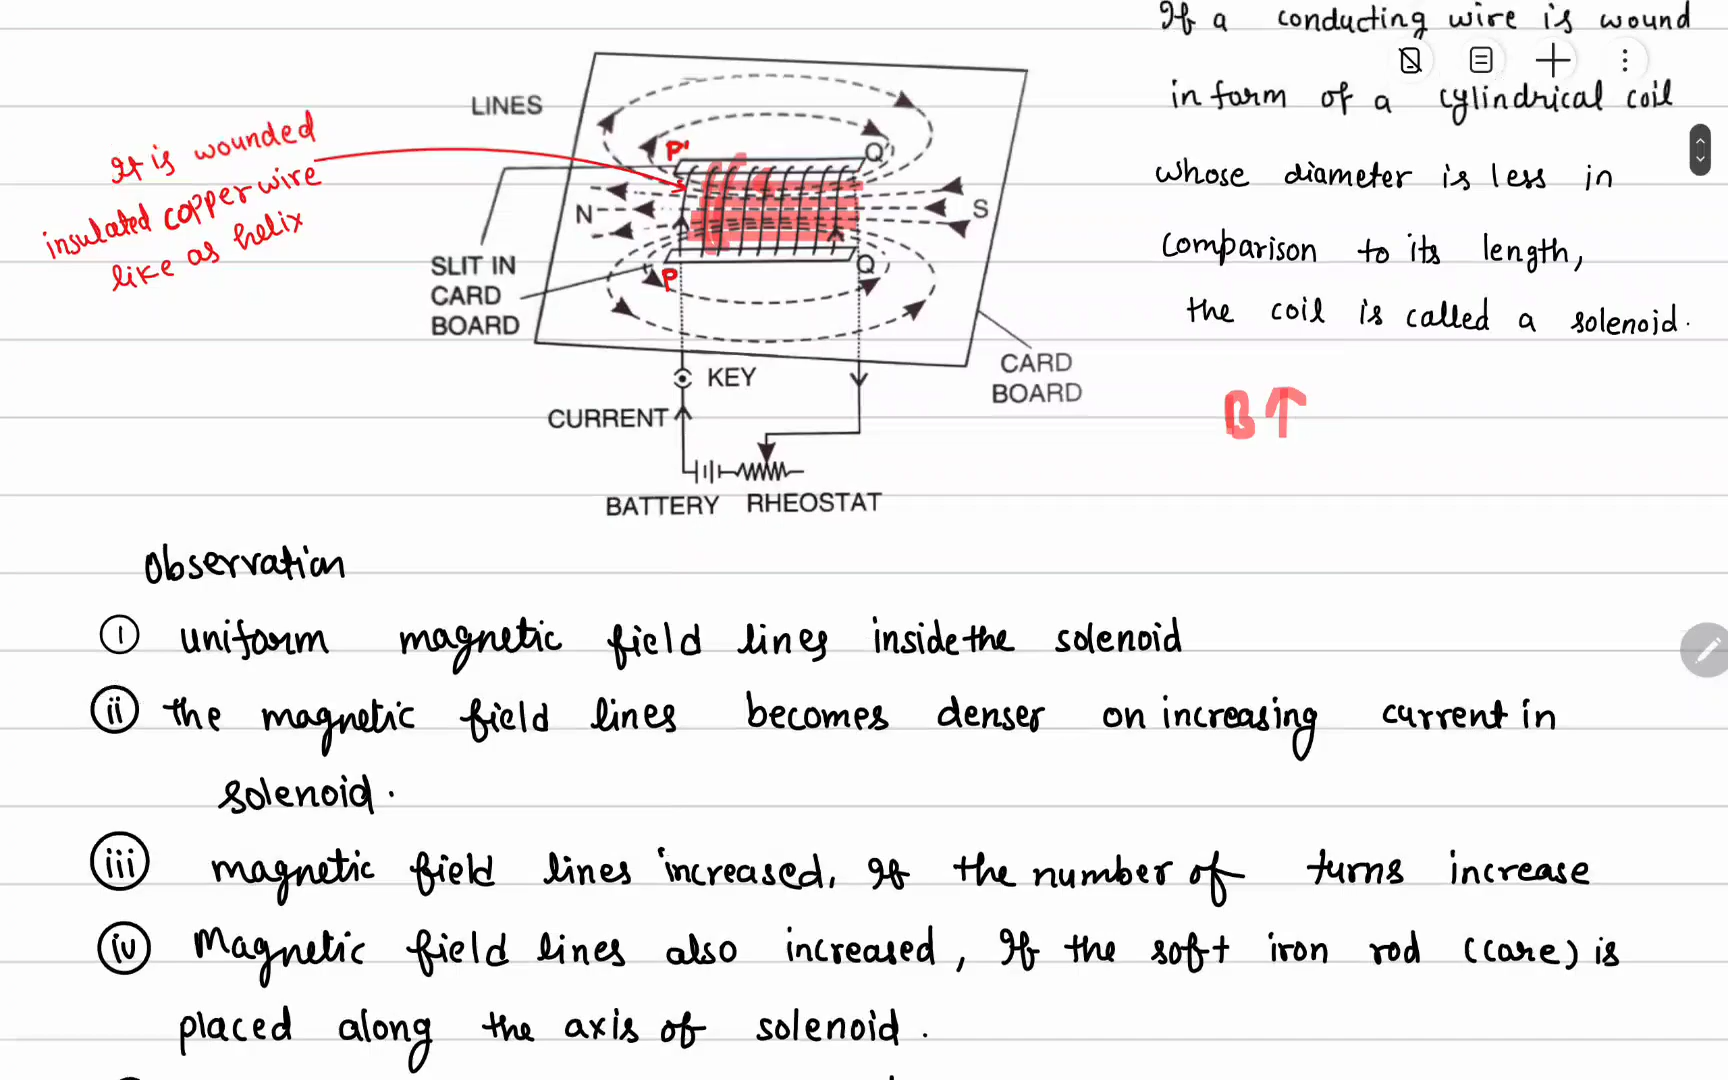 If a conducting wire is wound
in form of a cylindrical coil
whose diameter is less in
comparison to its length,
the coil is called a solenoid.
B↑
It is wounded
insulated copper wire
like as helix
LINES
P'
Q'
N
S
SLIT IN
CARD
BOARD
P
Q
CARD
BOARD
KEY
CURRENT
BATTERY RHEOSTAT
Observation
(i) uniform magnetic field lines inside the solenoid
(ii) the magnetic field lines becomes denser on increasing current in
solenoid.
(iii) magnetic field lines increased, If the number of turns increase
(iv) Magnetic field lines also increased, If the soft iron rod (core) is
placed along the axis of solenoid.